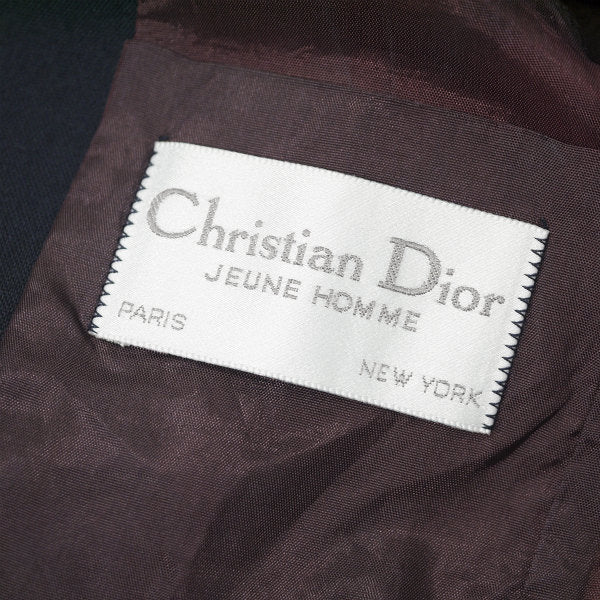 Christian Dior
JEUNE HOMME
PARIS
NEW YORK